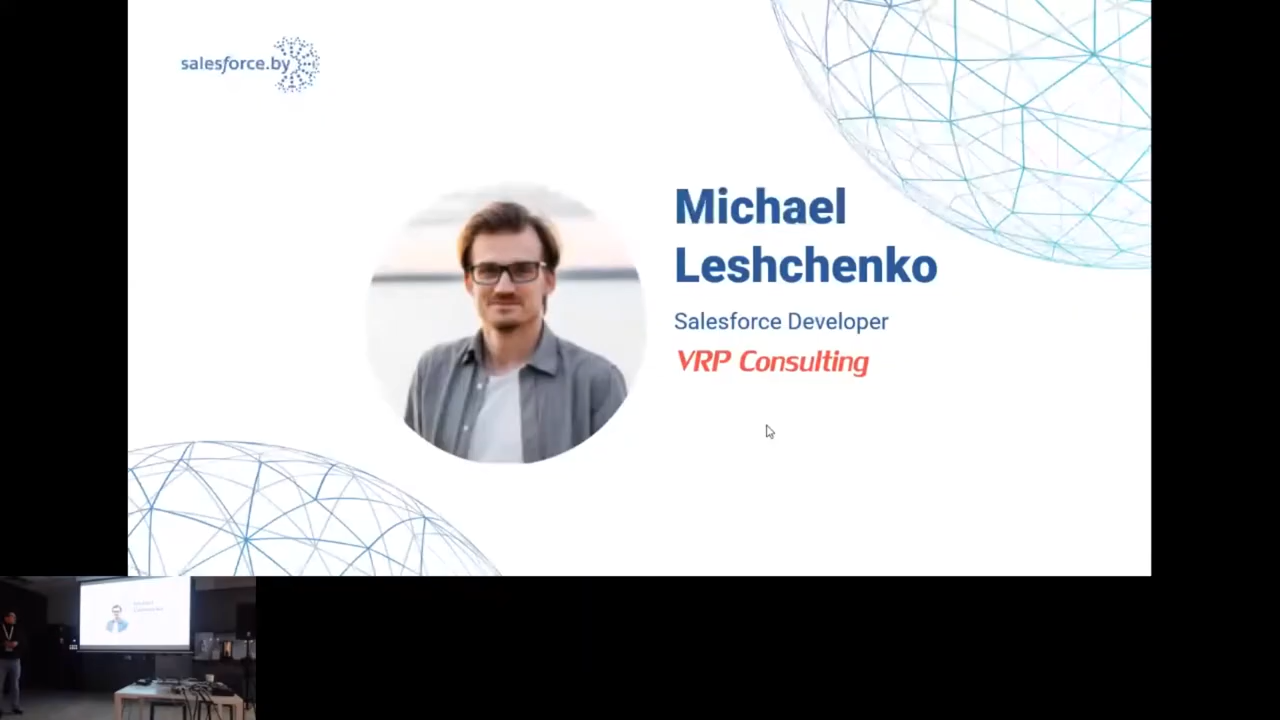 salesforce.by
Michael
Leshchenko
Salesforce Developer
VRP Consulting